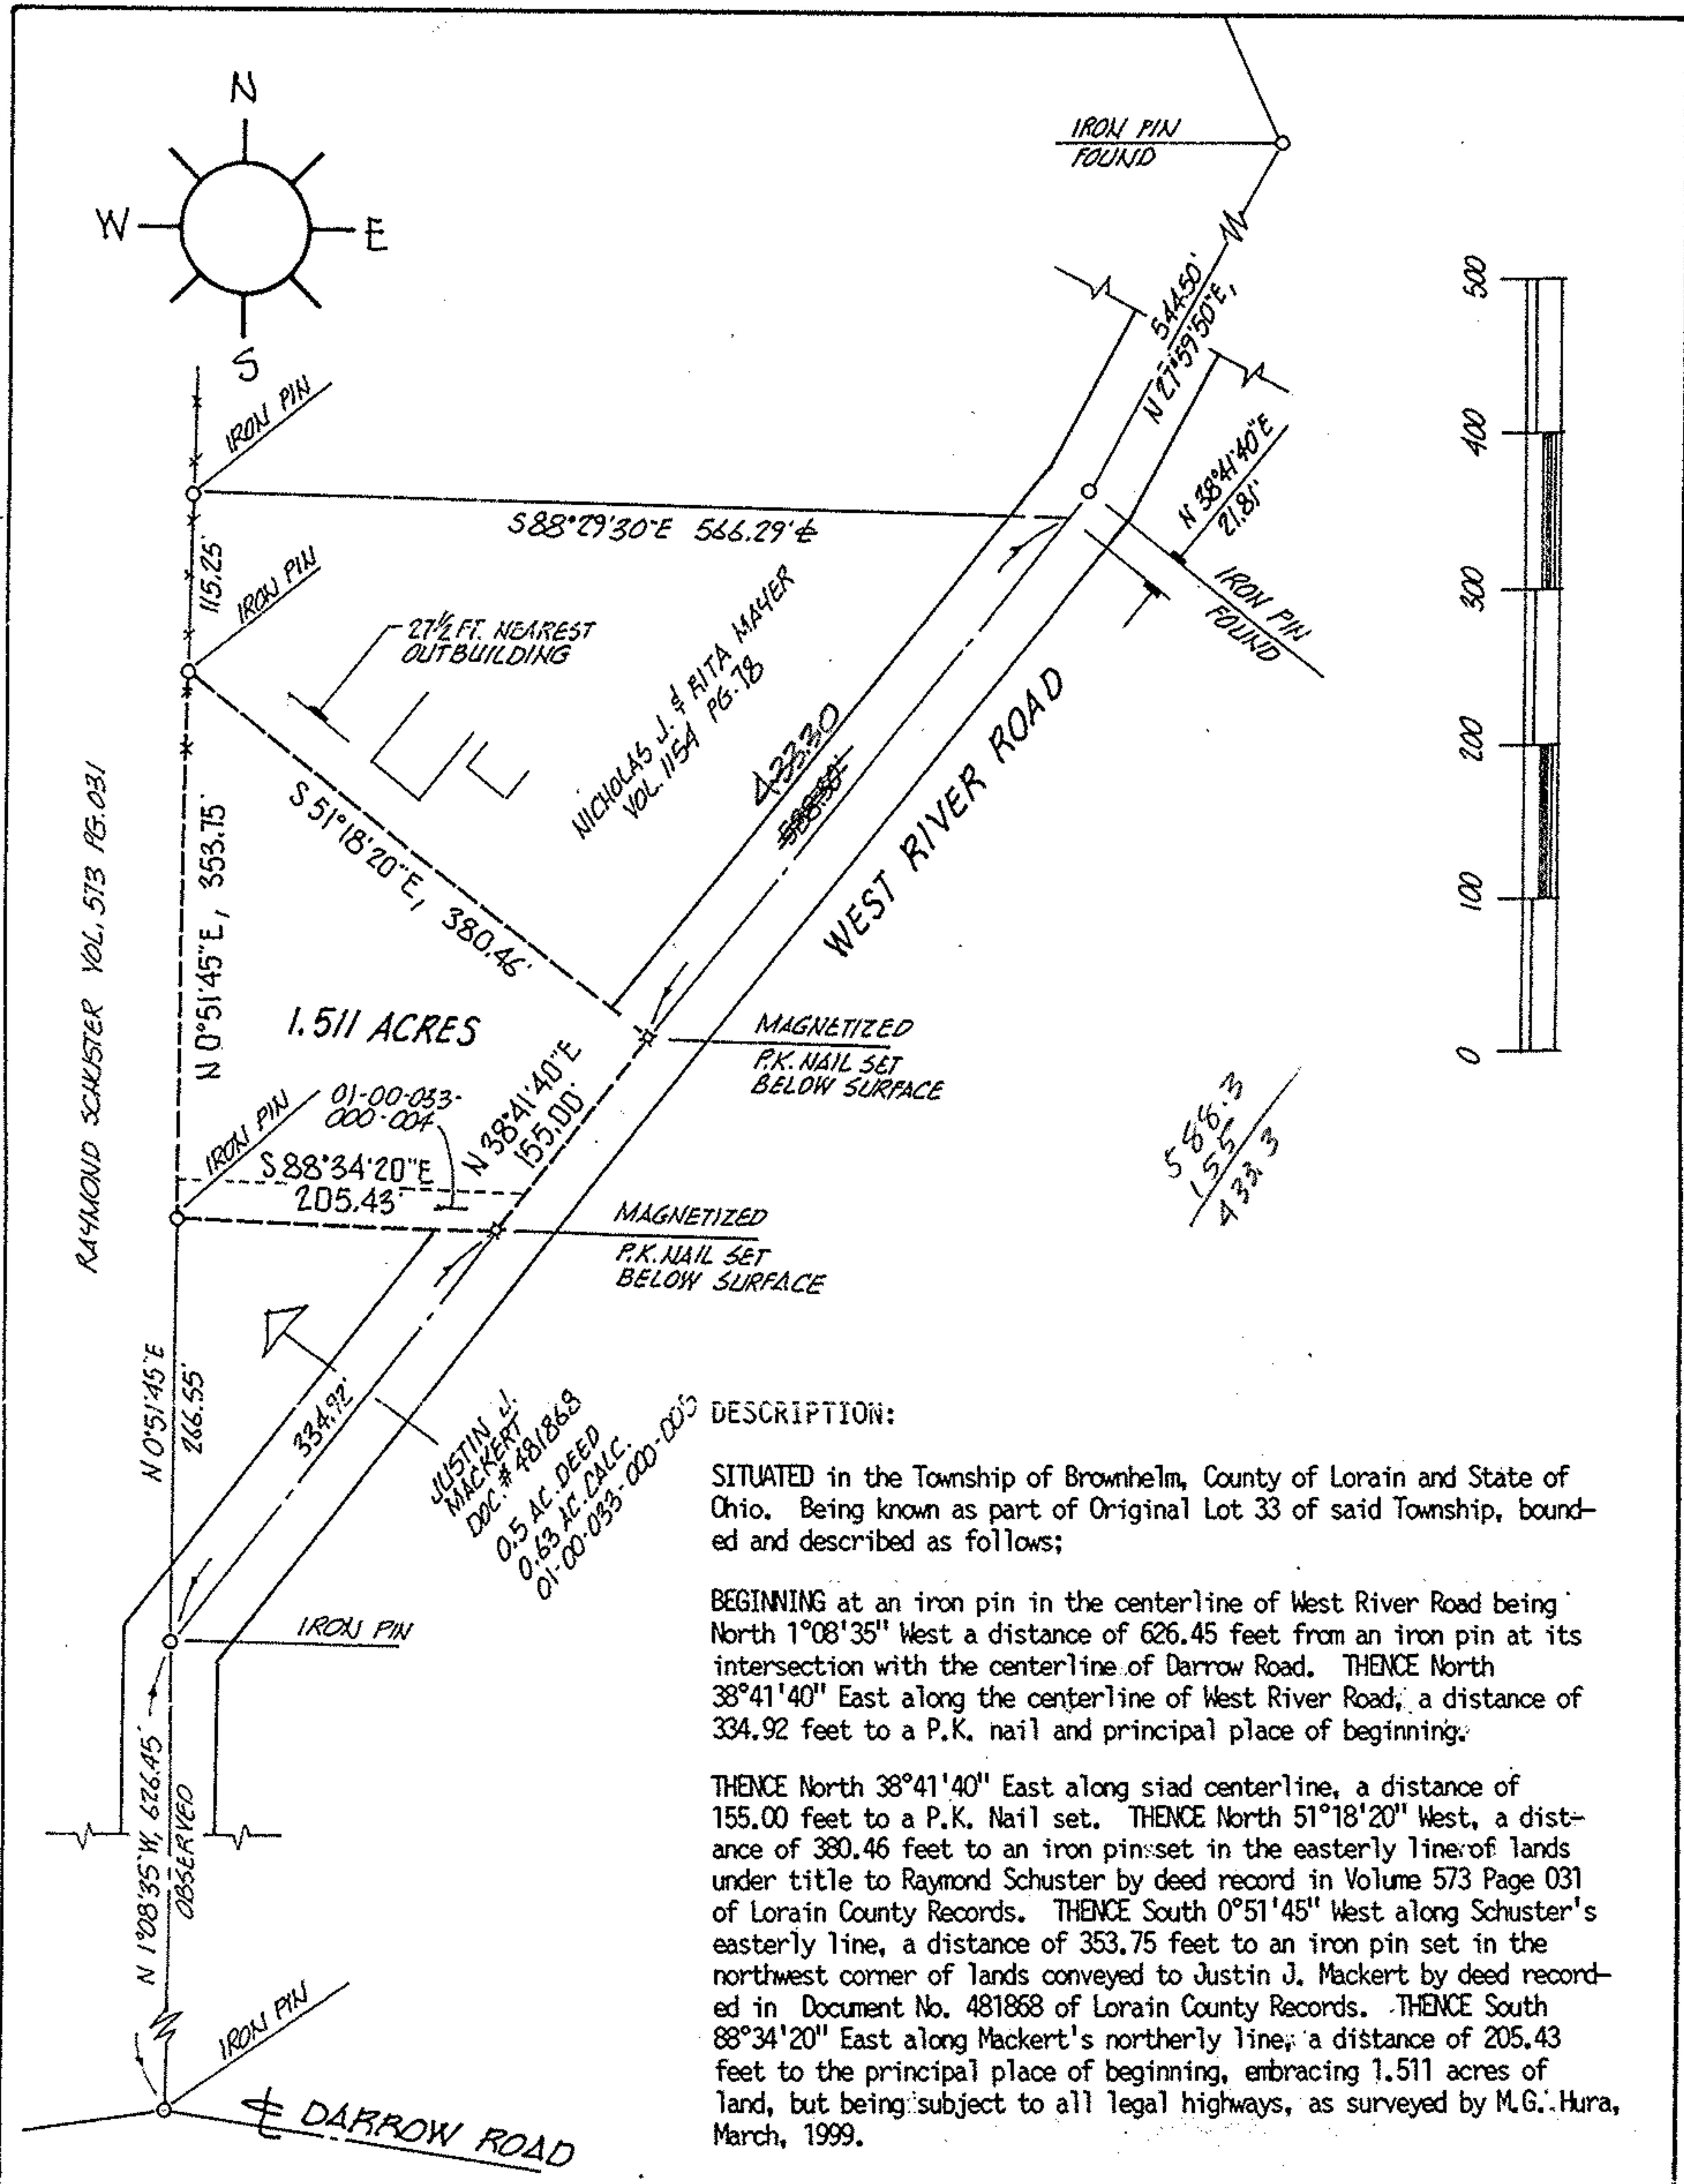 N
W
E
S
IRON PIN
FOUND
544.50'
N 27°59'50"E,
N 38°41'40"E
21.81'
IRON PIN
FOUND
500
400
300
200
100
0
IRON PIN
S 88°29'30"E 566.29' ℄
115.25'
IRON PIN
27½ FT. NEAREST
OUTBUILDING
NICHOLAS J. & RITA MAYER
VOL. 1154 PG.78
433.30
WEST RIVER ROAD
S 51°18'20"E, 380.46'
RAYMOND SCHUSTER VOL. 573 PG.031
N 0°51'45"E, 353.75'
1.511 ACRES
MAGNETIZED
P.K. NAIL SET
BELOW SURFACE
N 38°41'40"E
155.00'
IRON PIN
01-00-033-
000-004
S 88°34'20"E
205.43'
MAGNETIZED
P.K. NAIL SET
BELOW SURFACE
588.3
155
433.3
N 0°51'45"E
266.55'
334.92'
JUSTIN J.
MACKERT
DOC.# 481868
0.5 AC. DEED
0.63 AC. CALC.
01-00-033-000-005
IRON PIN
N 1°08'35"W, 626.45'
OBSERVED
IRON PIN
℄ DARROW ROAD
DESCRIPTION:
SITUATED in the Township of Brownhelm, County of Lorain and State of
Ohio. Being known as part of Original Lot 33 of said Township, bound-
ed and described as follows;
BEGINNING at an iron pin in the centerline of West River Road being
North 1°08'35" West a distance of 626.45 feet from an iron pin at its
intersection with the centerline of Darrow Road. THENCE North
38°41'40" East along the centerline of West River Road, a distance of
334.92 feet to a P.K. nail and principal place of beginning.
THENCE North 38°41'40" East along siad centerline, a distance of
155.00 feet to a P.K. Nail set. THENCE North 51°18'20" West, a dist-
ance of 380.46 feet to an iron pin set in the easterly line of lands
under title to Raymond Schuster by deed record in Volume 573 Page 031
of Lorain County Records. THENCE South 0°51'45" West along Schuster's
easterly line, a distance of 353.75 feet to an iron pin set in the
northwest corner of lands conveyed to Justin J. Mackert by deed record-
ed in Document No. 481868 of Lorain County Records. THENCE South
88°34'20" East along Mackert's northerly line, a distance of 205.43
feet to the principal place of beginning, embracing 1.511 acres of
land, but being subject to all legal highways, as surveyed by M.G. Hura,
March, 1999.